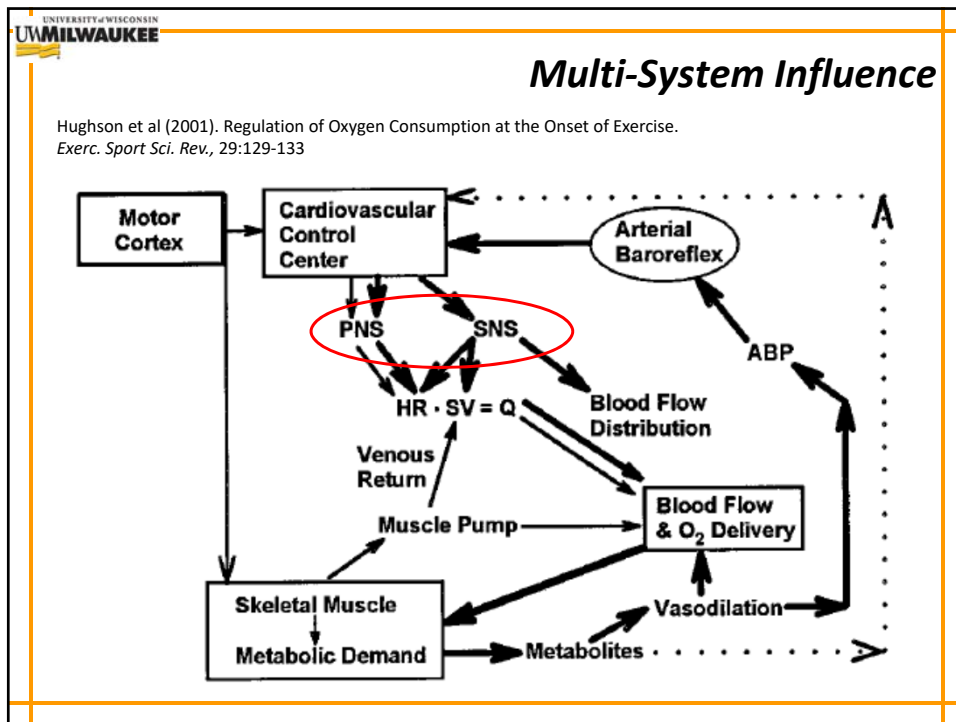 UNIVERSITY of WISCONSIN
UWMILWAUKEE
Multi-System Influence
Hughson et al (2001). Regulation of Oxygen Consumption at the Onset of Exercise.
Exerc. Sport Sci. Rev., 29:129-133
Motor
Cortex
Cardiovascular
Control
Center
Arterial
Baroreflex
PNS
SNS
ABP
HR · SV = Q
Blood Flow
Distribution
Venous
Return
Muscle Pump
Blood Flow
& O₂ Delivery
Skeletal Muscle
Metabolic Demand
Vasodilation
Metabolites